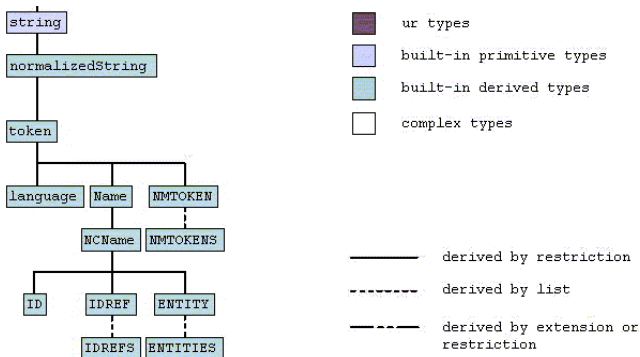 string
ur types
built-in primitive types
normalizedString
built-in derived types
token
complex types
language Name NMTOKEN
NCName NMTOKENS
derived by restriction
derived by list
ID IDREF ENTITY
derived by extension or
restriction
IDREFS ENTITIES